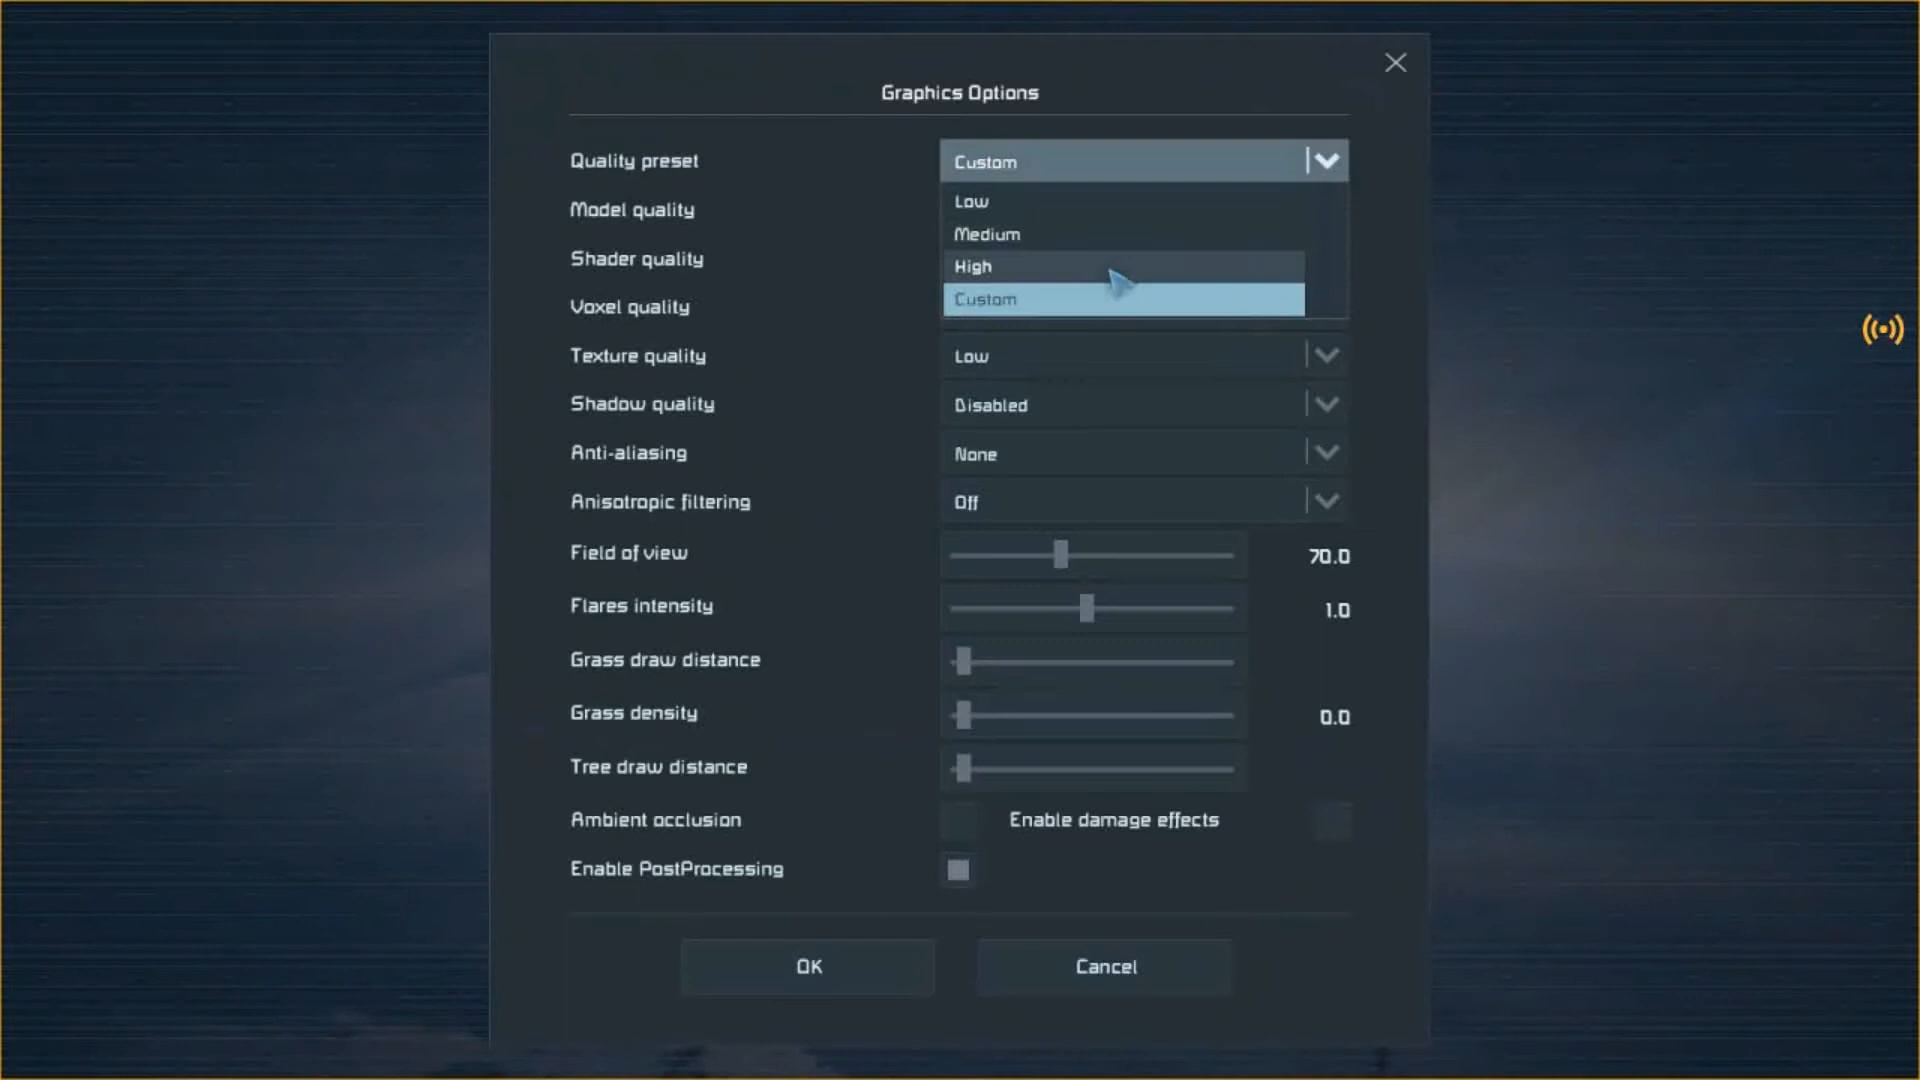 Graphics Options
Quality preset
Custom
Low
Medium
High
Custom
Model quality
Shader quality
Voxel quality
Texture quality
Low
Shadow quality
Disabled
Anti-aliasing
None
Anisotropic filtering
Off
Field of view
70.0
Flares intensity
1.0
Grass draw distance
Grass density
0.0
Tree draw distance
Ambient occlusion
Enable damage effects
Enable PostProcessing
OK
Cancel